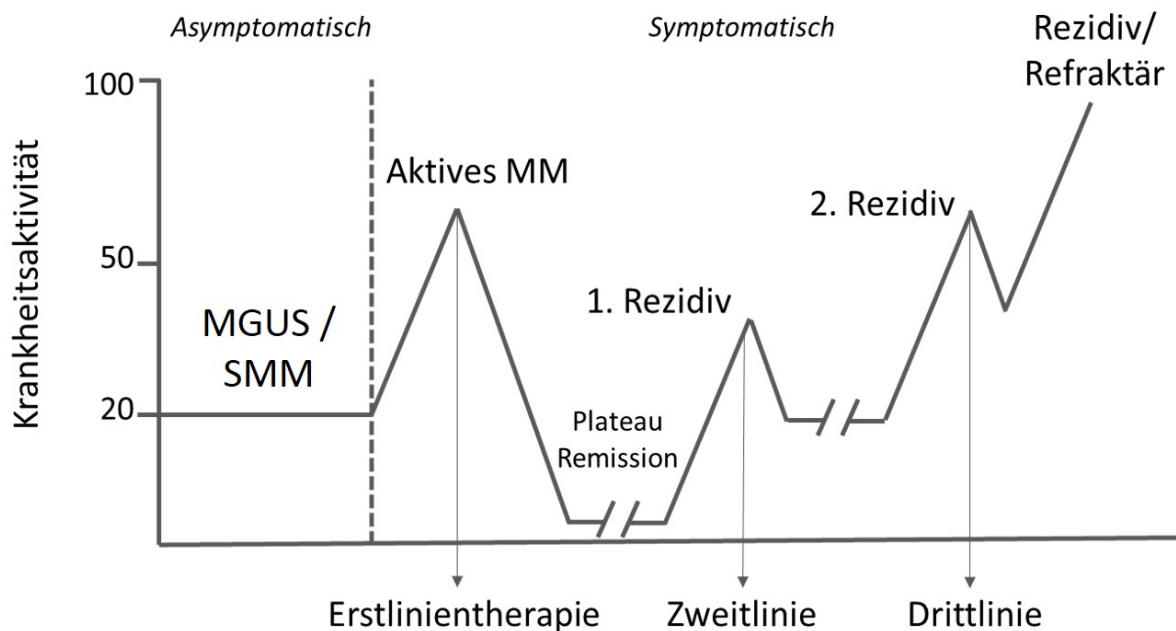 Asymptomatisch
Symptomatisch
Rezidiv/
Refraktär
100
Krankheitsaktivität
Aktives MM
2. Rezidiv
50
1. Rezidiv
MGUS /
SMM
20
Plateau
Remission
Erstlinientherapie
Zweitlinie
Drittlinie